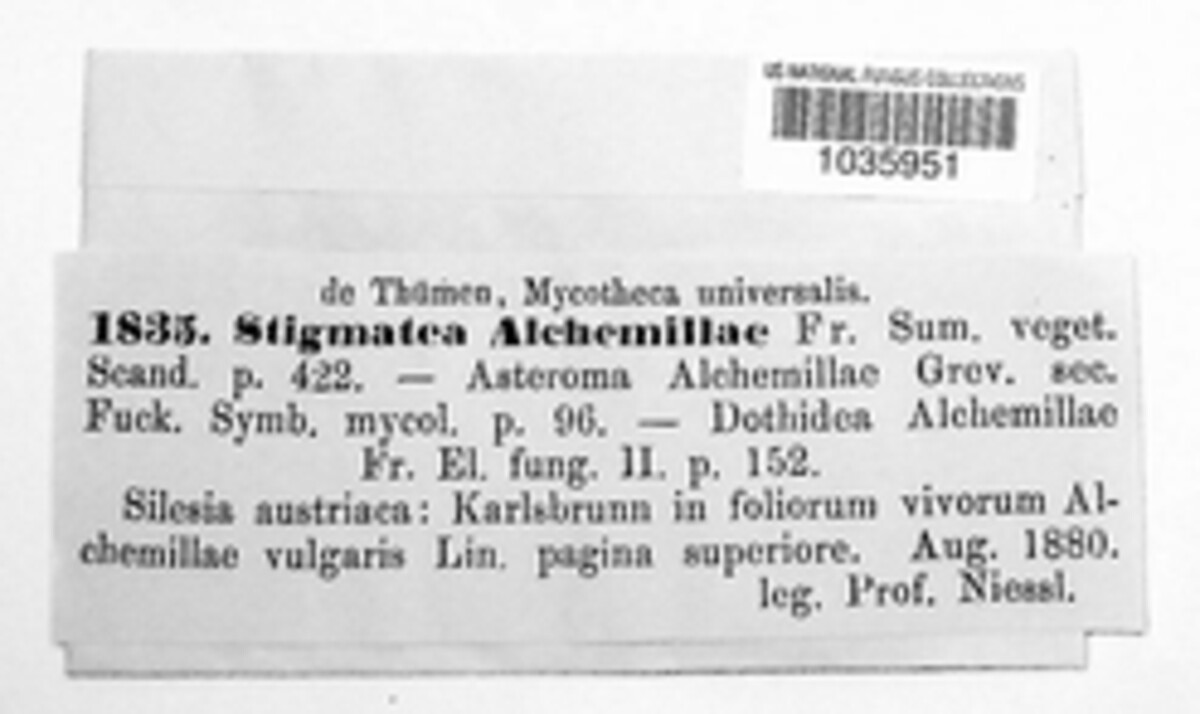 US NATIONAL FUNGUS COLLECTIONS
1035951
de Thümen, Mycotheca universalis.
1835. Stigmatea Alchemillae Fr. Sum. veget.
Scand. p. 422. — Asteroma Alchemillae Grev. sec.
Fuck. Symb. mycol. p. 96. — Dothidea Alchemillae
Fr. El. fung. II. p. 152.
Silesia austriaca: Karlsbrunn in foliorum vivorum Al-
chemillae vulgaris Lin. pagina superiore. Aug. 1880.
leg. Prof. Niessl.